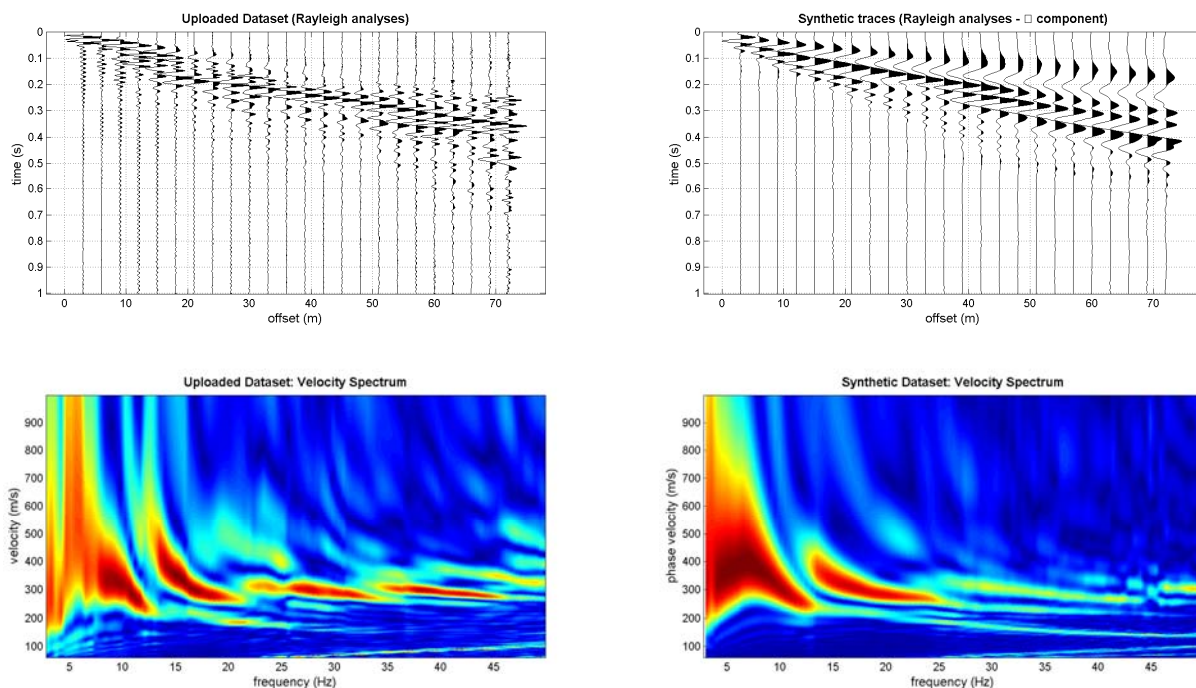 Uploaded Dataset (Rayleigh analyses)
0
0.1
0.2
0.3
0.4
0.5
0.6
0.7
0.8
0.9
1
time (s)
0 10 20 30 40 50 60 70
offset (m)
Synthetic traces (Rayleigh analyses - □ component)
0
0.1
0.2
0.3
0.4
0.5
0.6
0.7
0.8
0.9
1
time (s)
0 10 20 30 40 50 60 70
offset (m)
Uploaded Dataset: Velocity Spectrum
900
800
700
600
500
400
300
200
100
velocity (m/s)
5 10 15 20 25 30 35 40 45
frequency (Hz)
Synthetic Dataset: Velocity Spectrum
900
800
700
600
500
400
300
200
100
phase velocity (m/s)
5 10 15 20 25 30 35 40 45
frequency (Hz)